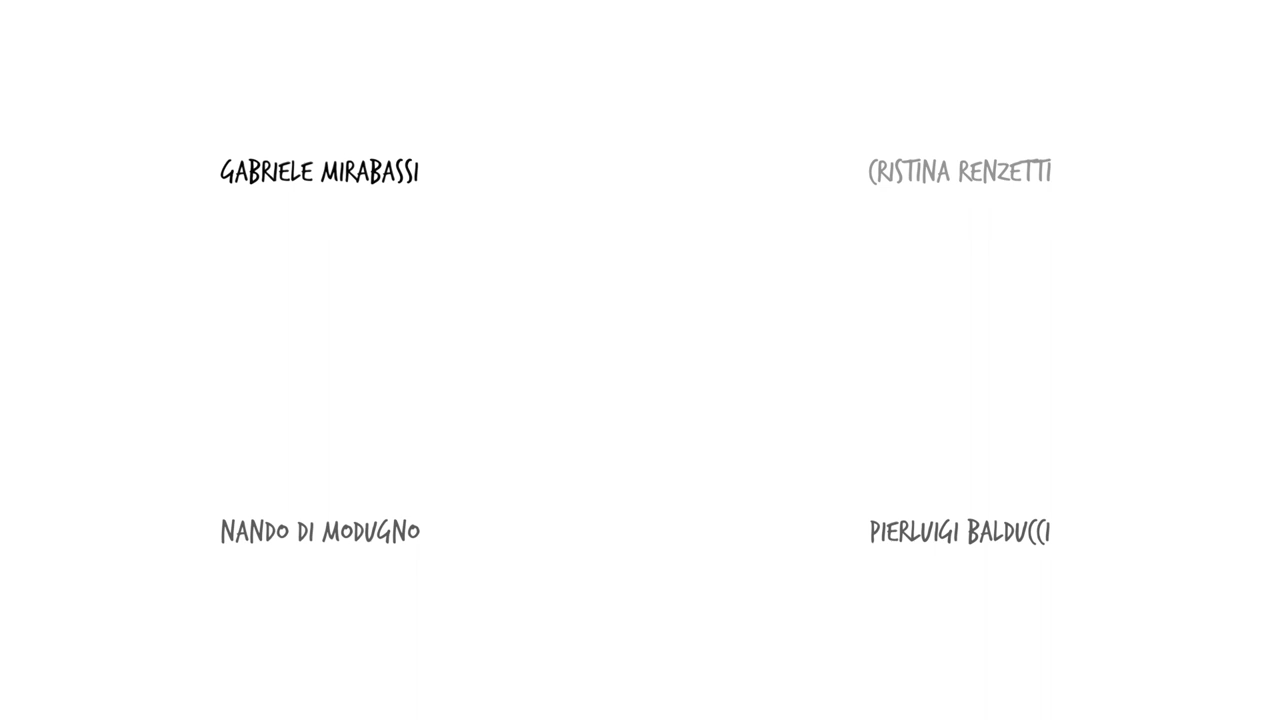 GABRIELE MIRABASSI
CRISTINA RENZETTI
NANDO DI MODUGNO
PIERLUIGI BALDUCCI